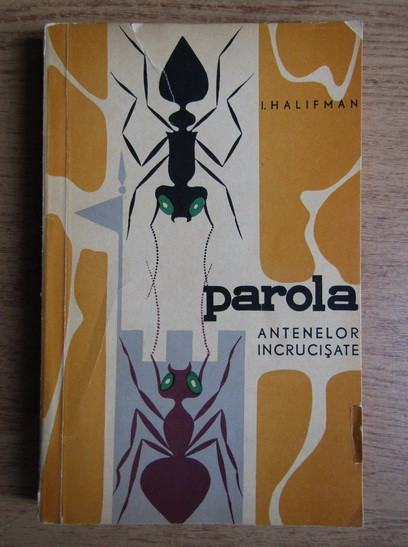 I. HALIFMAN
parola
ANTENELOR
INCRUCIȘATE